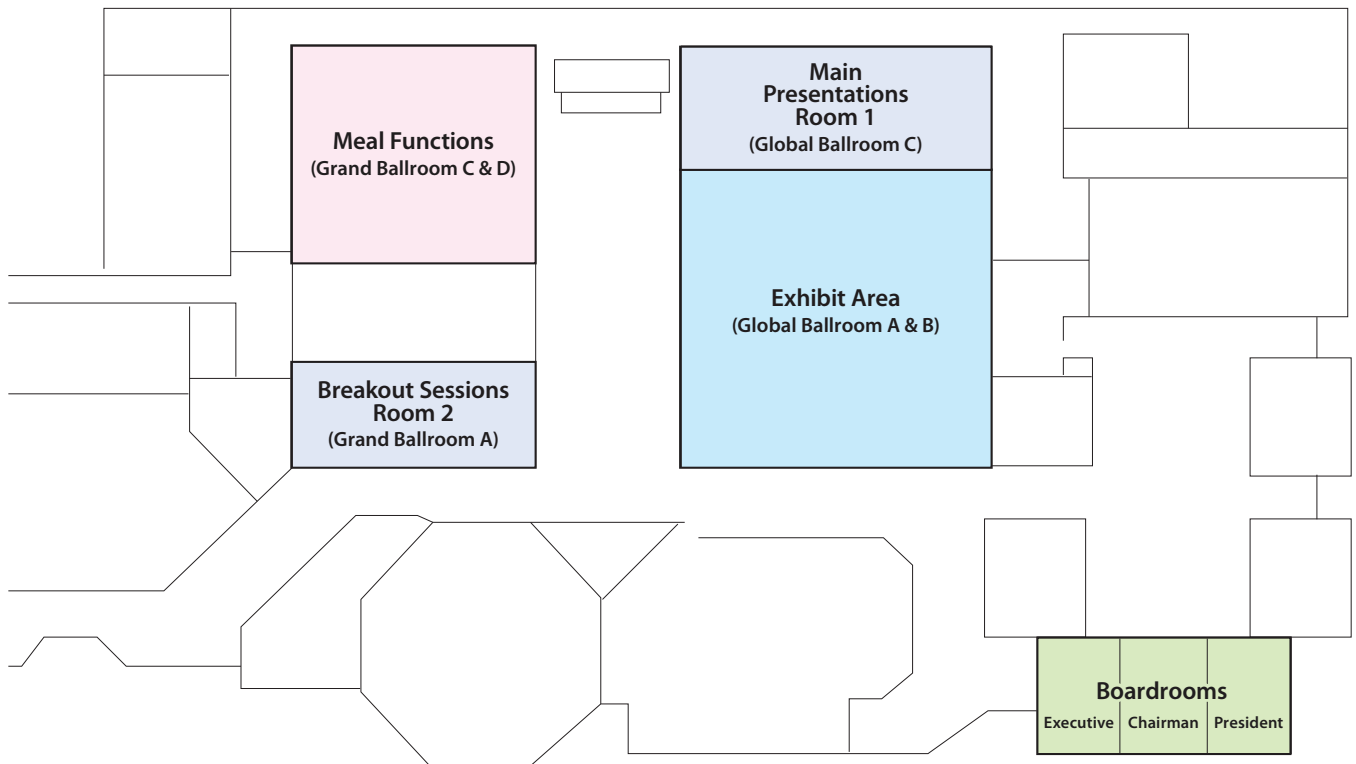 Meal Functions
(Grand Ballroom C & D)
Main
Presentations
Room 1
(Global Ballroom C)
Exhibit Area
(Global Ballroom A & B)
Breakout Sessions
Room 2
(Grand Ballroom A)
Boardrooms
Executive
Chairman
President